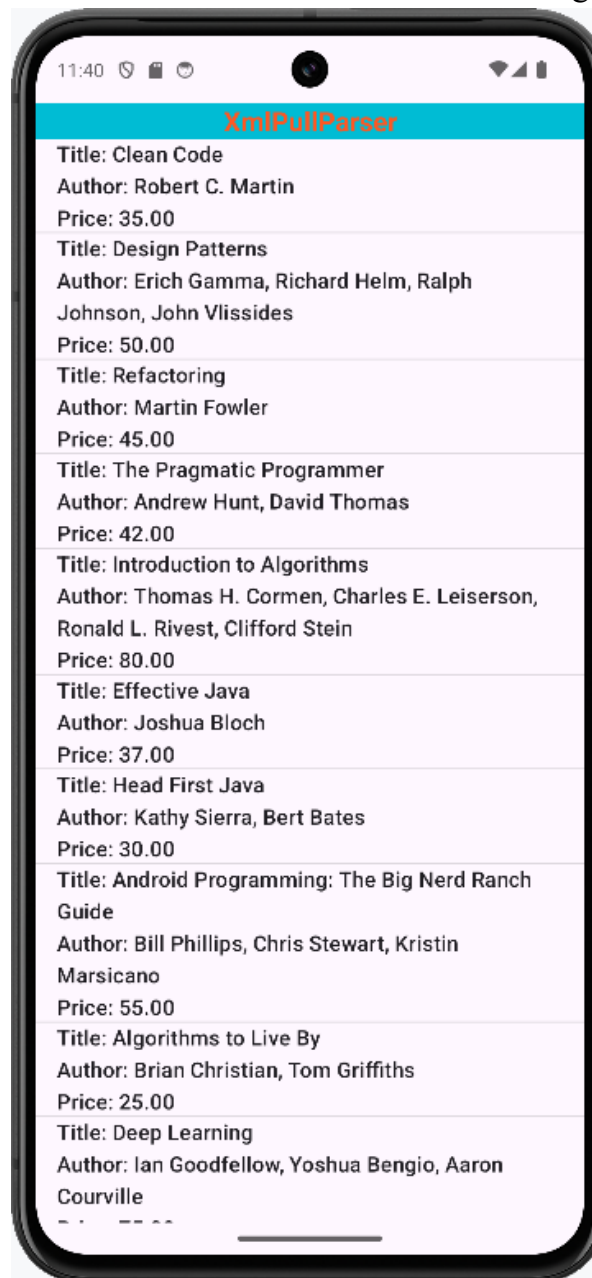 11:40
XmlPullParser
Title: Clean Code
Author: Robert C. Martin
Price: 35.00
Title: Design Patterns
Author: Erich Gamma, Richard Helm, Ralph
Johnson, John Vlissides
Price: 50.00
Title: Refactoring
Author: Martin Fowler
Price: 45.00
Title: The Pragmatic Programmer
Author: Andrew Hunt, David Thomas
Price: 42.00
Title: Introduction to Algorithms
Author: Thomas H. Cormen, Charles E. Leiserson,
Ronald L. Rivest, Clifford Stein
Price: 80.00
Title: Effective Java
Author: Joshua Bloch
Price: 37.00
Title: Head First Java
Author: Kathy Sierra, Bert Bates
Price: 30.00
Title: Android Programming: The Big Nerd Ranch
Guide
Author: Bill Phillips, Chris Stewart, Kristin
Marsicano
Price: 55.00
Title: Algorithms to Live By
Author: Brian Christian, Tom Griffiths
Price: 25.00
Title: Deep Learning
Author: Ian Goodfellow, Yoshua Bengio, Aaron
Courville